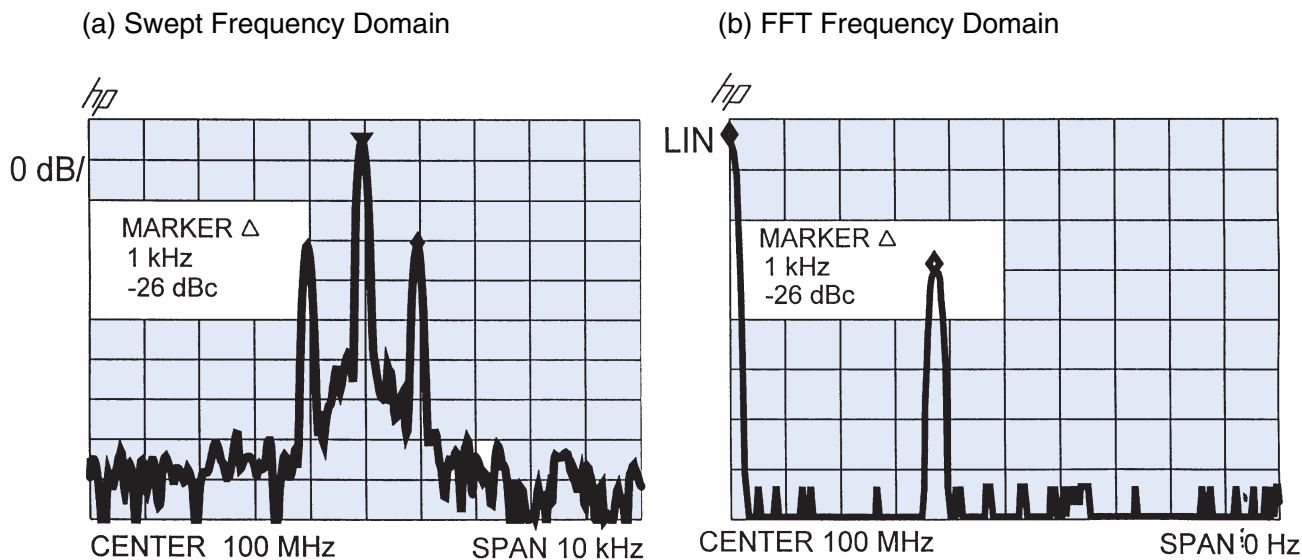 (a) Swept Frequency Domain
hp
0 dB/
MARKER Δ
1 kHz
-26 dBc
CENTER 100 MHz
SPAN 10 kHz
(b) FFT Frequency Domain
hp
LIN
MARKER Δ
1 kHz
-26 dBc
CENTER 100 MHz
SPAN 0 Hz